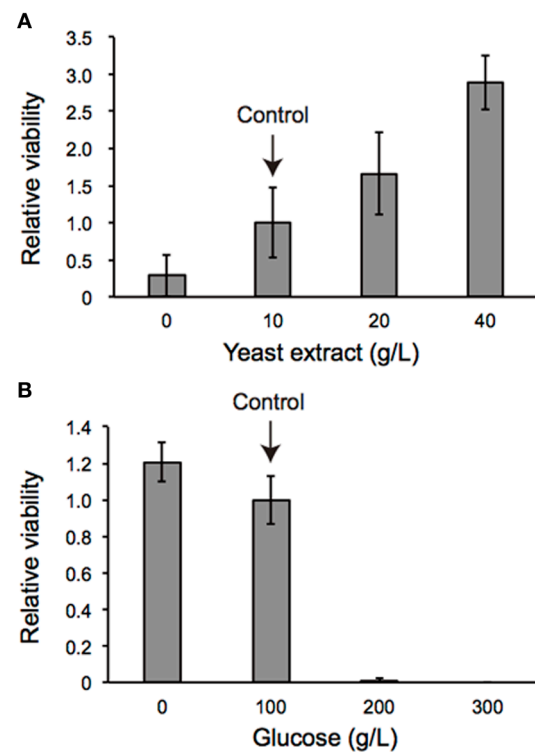 A
3.5
3.0
2.5
2.0
1.5
1.0
0.5
0
Relative viability
Control
0 10 20 40
Yeast extract (g/L)
B
1.4
1.2
1.0
0.8
0.6
0.4
0.2
0
Relative viability
Control
0 100 200 300
Glucose (g/L)